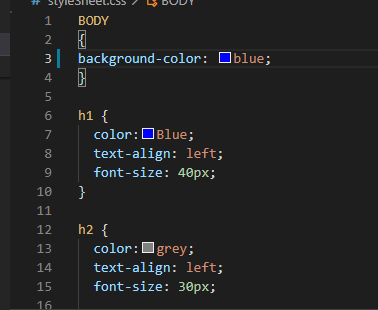 # styleSheet.css > BODY
1 BODY
2 {
3 background-color: blue;
4 }
5
6 h1 {
7 color:Blue;
8 text-align: left;
9 font-size: 40px;
10 }
11
12 h2 {
13 color:grey;
14 text-align: left;
15 font-size: 30px;
16